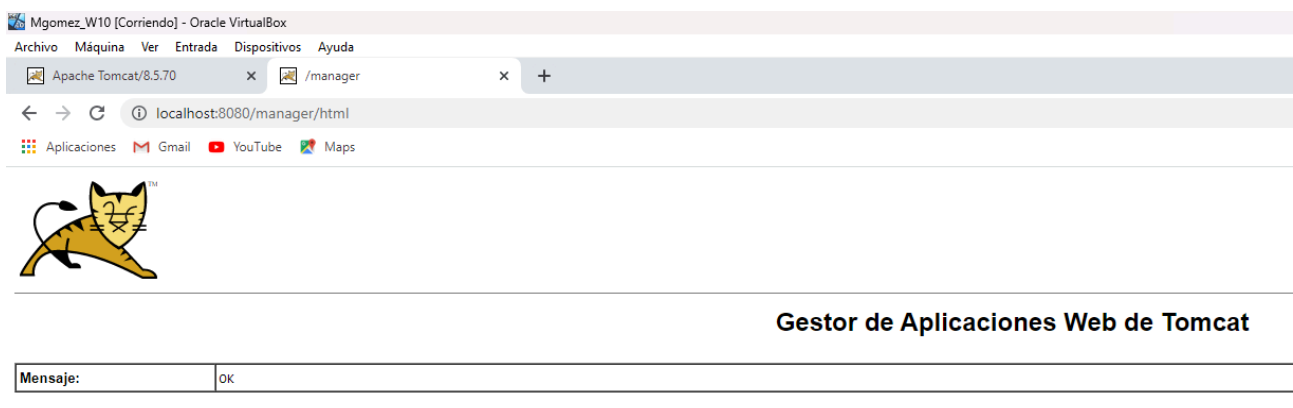 Mgomez_W10 [Corriendo] - Oracle VirtualBox
Archivo Máquina Ver Entrada Dispositivos Ayuda
Apache Tomcat/8.5.70 /manager
localhost:8080/manager/html
Aplicaciones Gmail YouTube Maps
TM
Gestor de Aplicaciones Web de Tomcat
Mensaje: OK